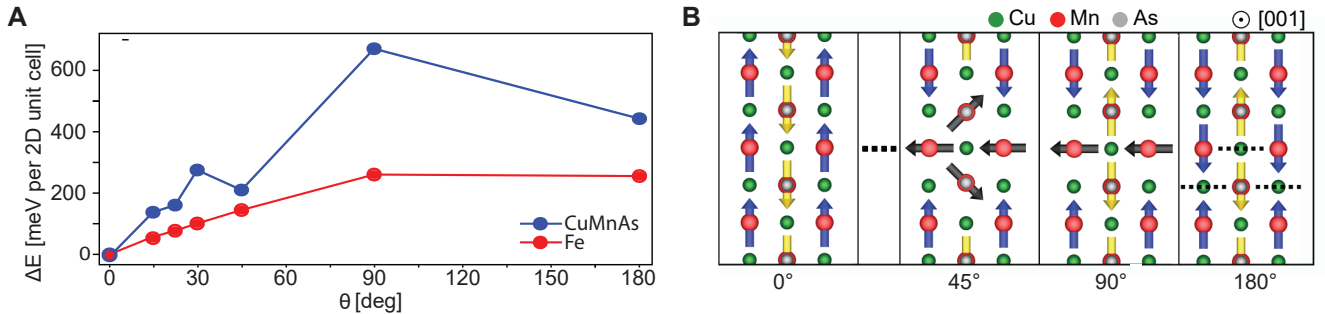 A
ΔE [meV per 2D unit cell]
600
400
200
0
0
30
60
90
120
150
180
θ [deg]
CuMnAs
Fe
B
Cu Mn As [001]
0° 45° 90° 180°